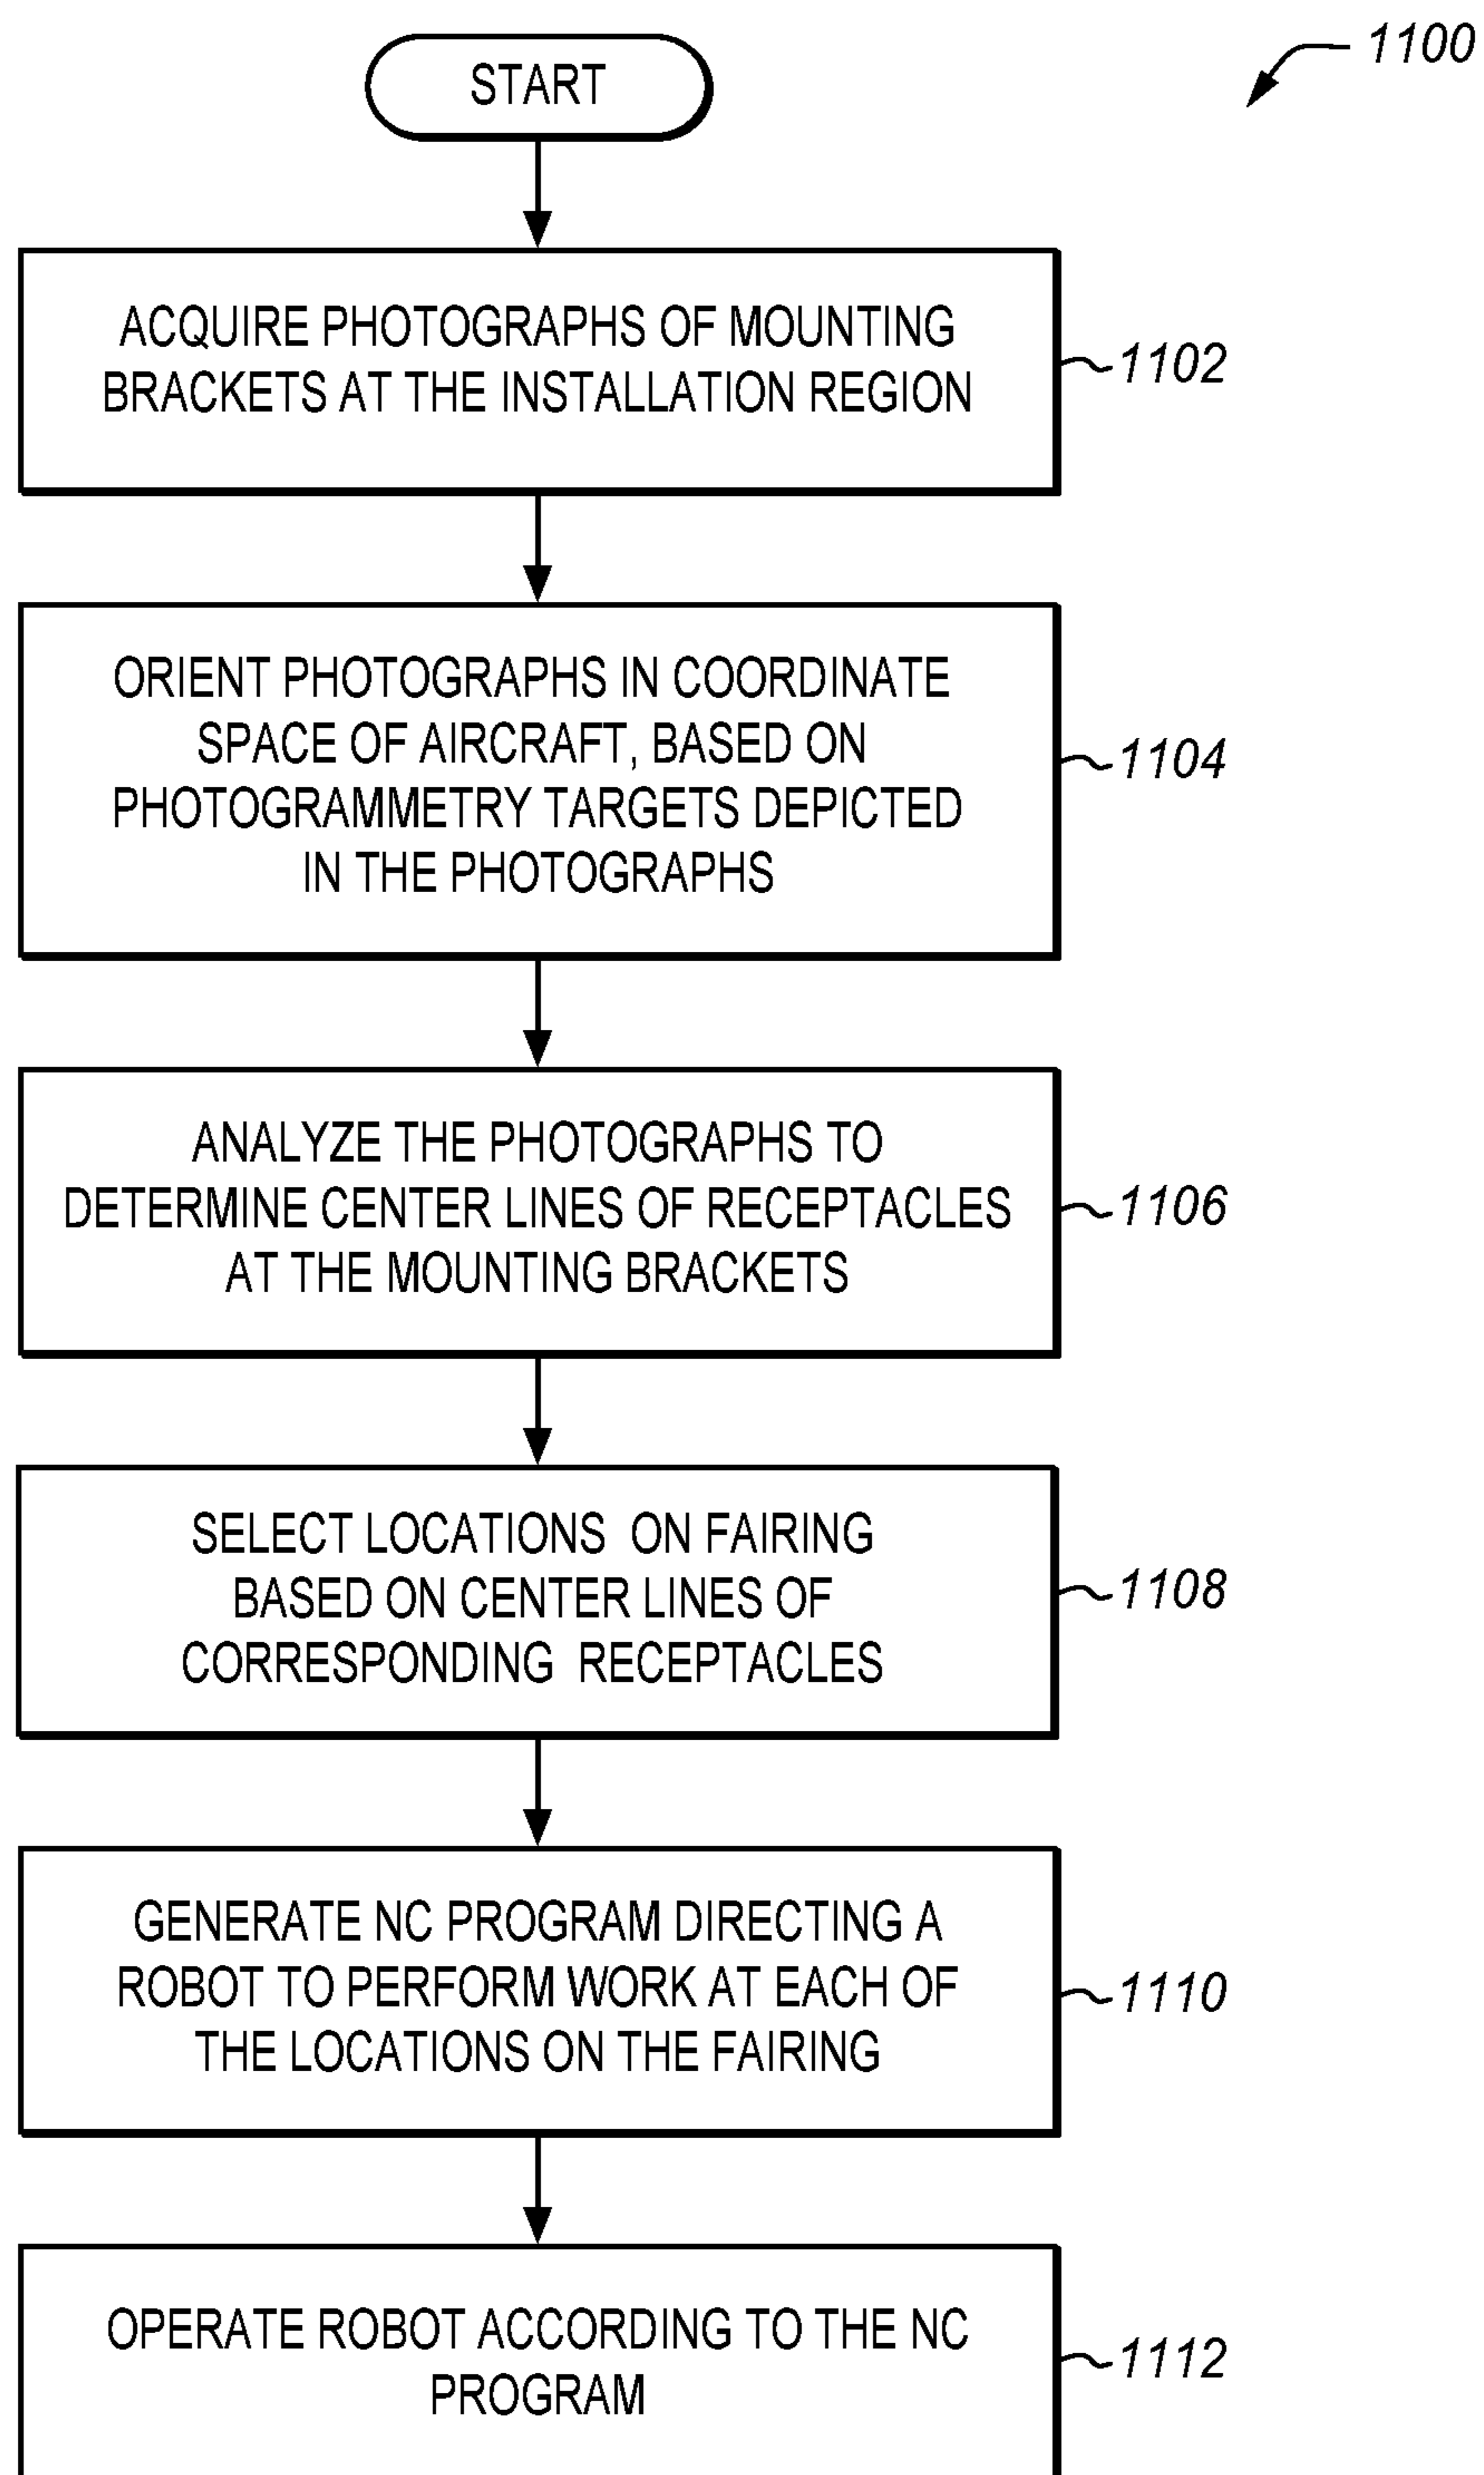 1100
START
ACQUIRE PHOTOGRAPHS OF MOUNTING
BRACKETS AT THE INSTALLATION REGION
1102
ORIENT PHOTOGRAPHS IN COORDINATE
SPACE OF AIRCRAFT, BASED ON
PHOTOGRAMMETRY TARGETS DEPICTED
IN THE PHOTOGRAPHS
1104
ANALYZE THE PHOTOGRAPHS TO
DETERMINE CENTER LINES OF RECEPTACLES
AT THE MOUNTING BRACKETS
1106
SELECT LOCATIONS ON FAIRING
BASED ON CENTER LINES OF
CORRESPONDING RECEPTACLES
1108
GENERATE NC PROGRAM DIRECTING A
ROBOT TO PERFORM WORK AT EACH OF
THE LOCATIONS ON THE FAIRING
1110
OPERATE ROBOT ACCORDING TO THE NC
PROGRAM
1112